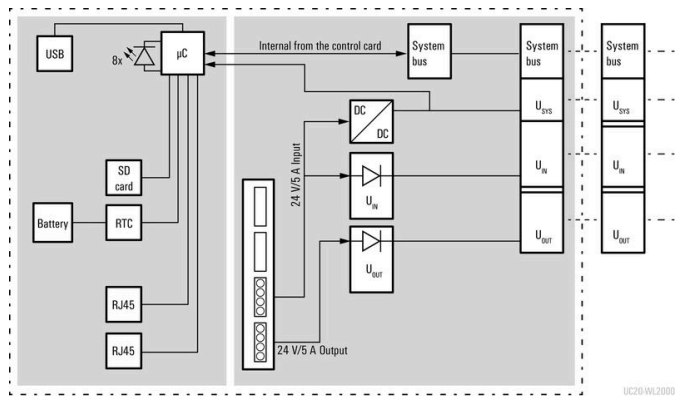 USB
8x
µC
Internal from the control card
System
bus
System
bus
System
bus
DC
DC
U_SYS
U_SYS
SD
card
24 V/5 A Input
U_IN
U_IN
U_IN
Battery
RTC
U_OUT
U_OUT
U_OUT
RJ45
RJ45
24 V/5 A Output
UC20-WL2000